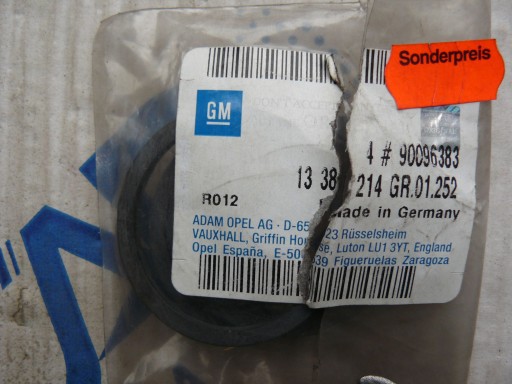 Sonderpreis
GM
4 # 90096383
13 38 214 GR.01.252
R012 Made in Germany
ADAM OPEL AG · D-65 23 Rüsselsheim
VAUXHALL, Griffin Ho se, Luton LU1 3YT, England
Opel España, E-50 39 Figueruelas Zaragoza